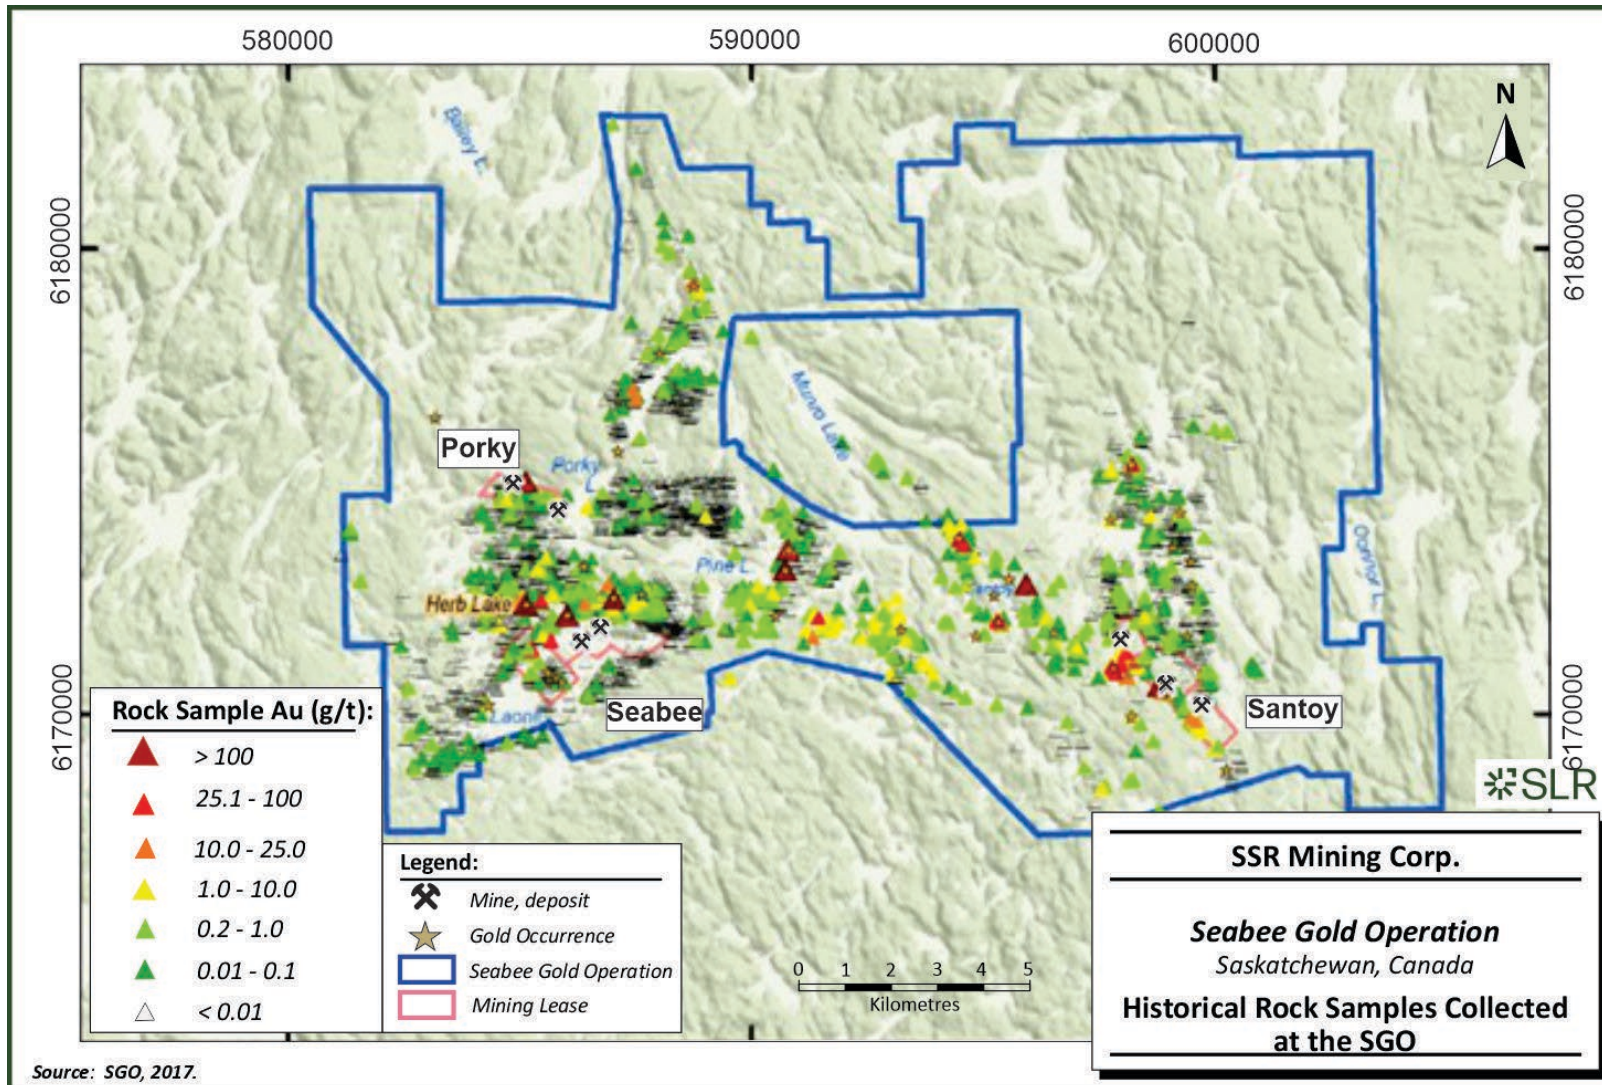 580000
590000
600000
N
Bailey L.
6180000
6180000
Munro Lake
Porky
Porky
L.
Pine L.
Herb Lake
6170000
6170000
Seabee
Santoy
Rock Sample Au (g/t):
> 100
25.1 - 100
10.0 - 25.0
1.0 - 10.0
0.2 - 1.0
0.01 - 0.1
< 0.01
Legend:
Mine, deposit
Gold Occurrence
Seabee Gold Operation
Mining Lease
0 1 2 3 4 5
Kilometres
SLR
SSR Mining Corp.
Seabee Gold Operation
Saskatchewan, Canada
Historical Rock Samples Collected
at the SGO
Source: SGO, 2017.